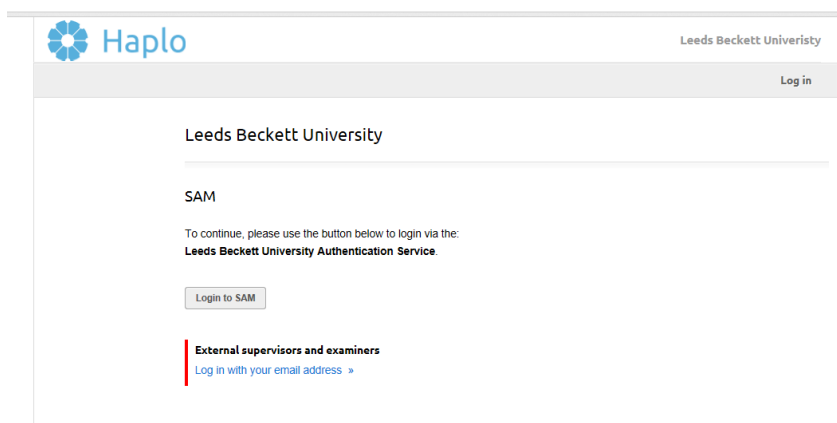 Haplo
Leeds Beckett Univeristy
Log in
Leeds Beckett University
SAM
To continue, please use the button below to login via the:
Leeds Beckett University Authentication Service.
Login to SAM
External supervisors and examiners
Log in with your email address »